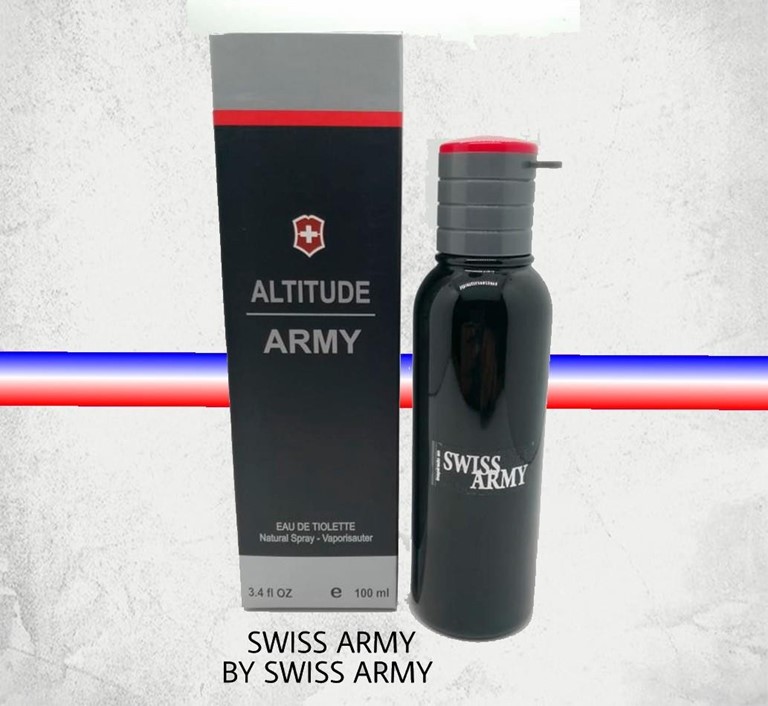 ALTITUDE
ARMY
EAU DE TIOLETTE
Natural Spray - Vaporisauter
3.4 fl OZ e 100 ml
SWISS
ARMY
SWISS ARMY
BY SWISS ARMY